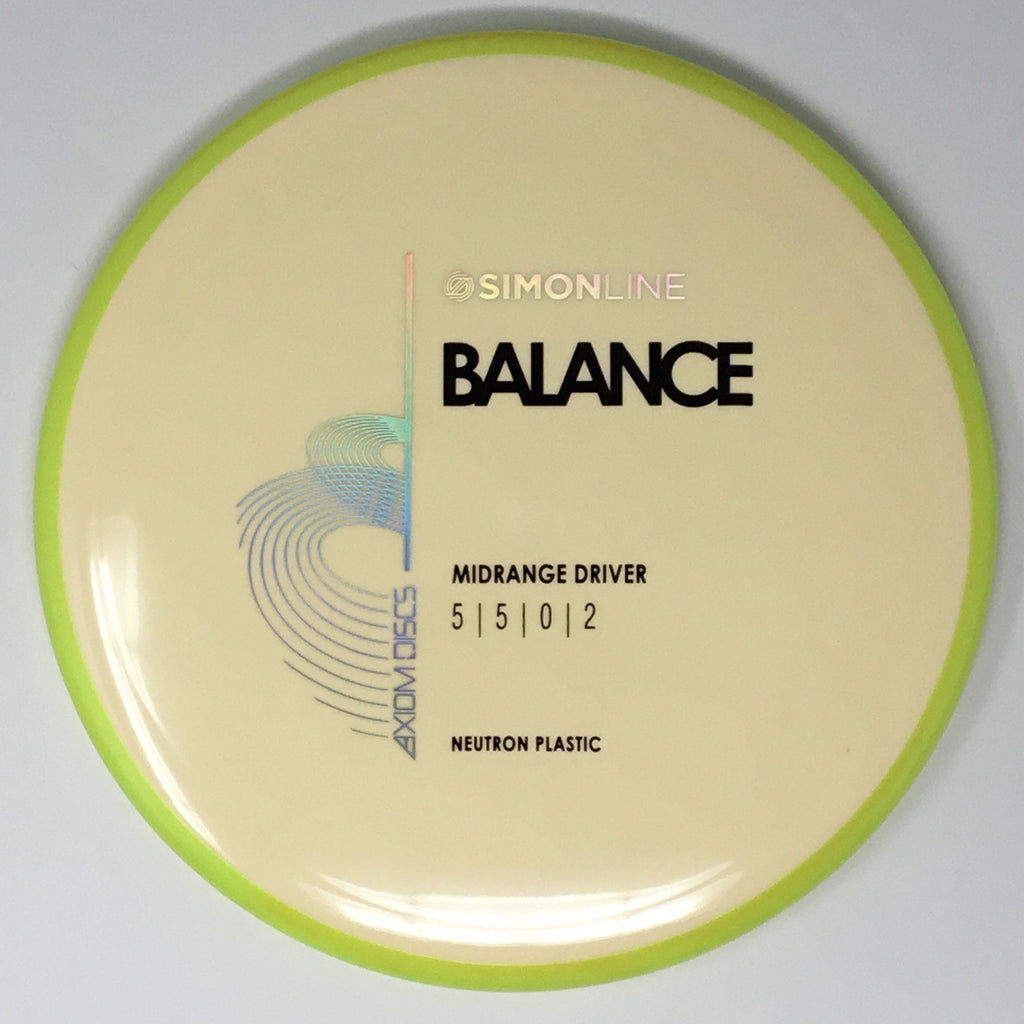 SIMONLINE
BALANCE
MIDRANGE DRIVER
5 | 5 | 0 | 2
AXIOM DISCS
NEUTRON PLASTIC